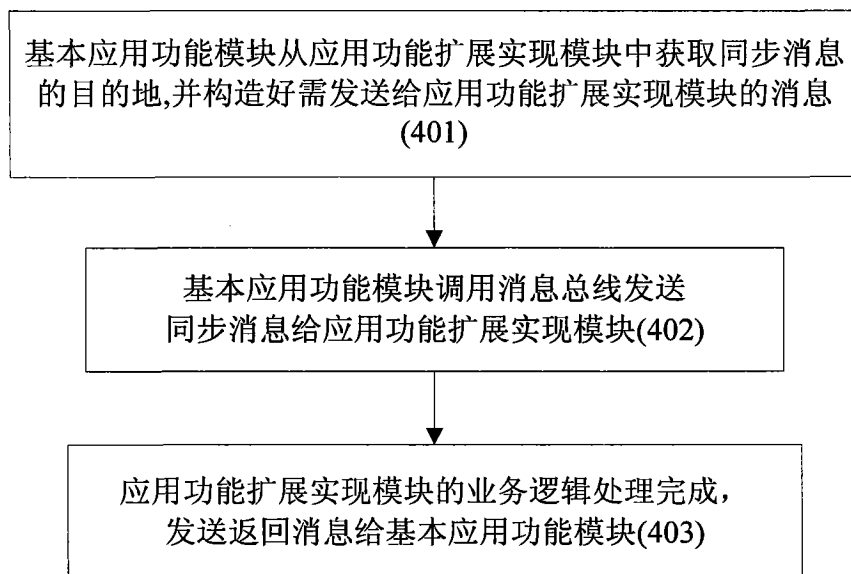 基本应用功能模块从应用功能扩展实现模块中获取同步消息
的目的地,并构造好需发送给应用功能扩展实现模块的消息
(401)
基本应用功能模块调用消息总线发送
同步消息给应用功能扩展实现模块(402)
应用功能扩展实现模块的业务逻辑处理完成，
发送返回消息给基本应用功能模块(403)